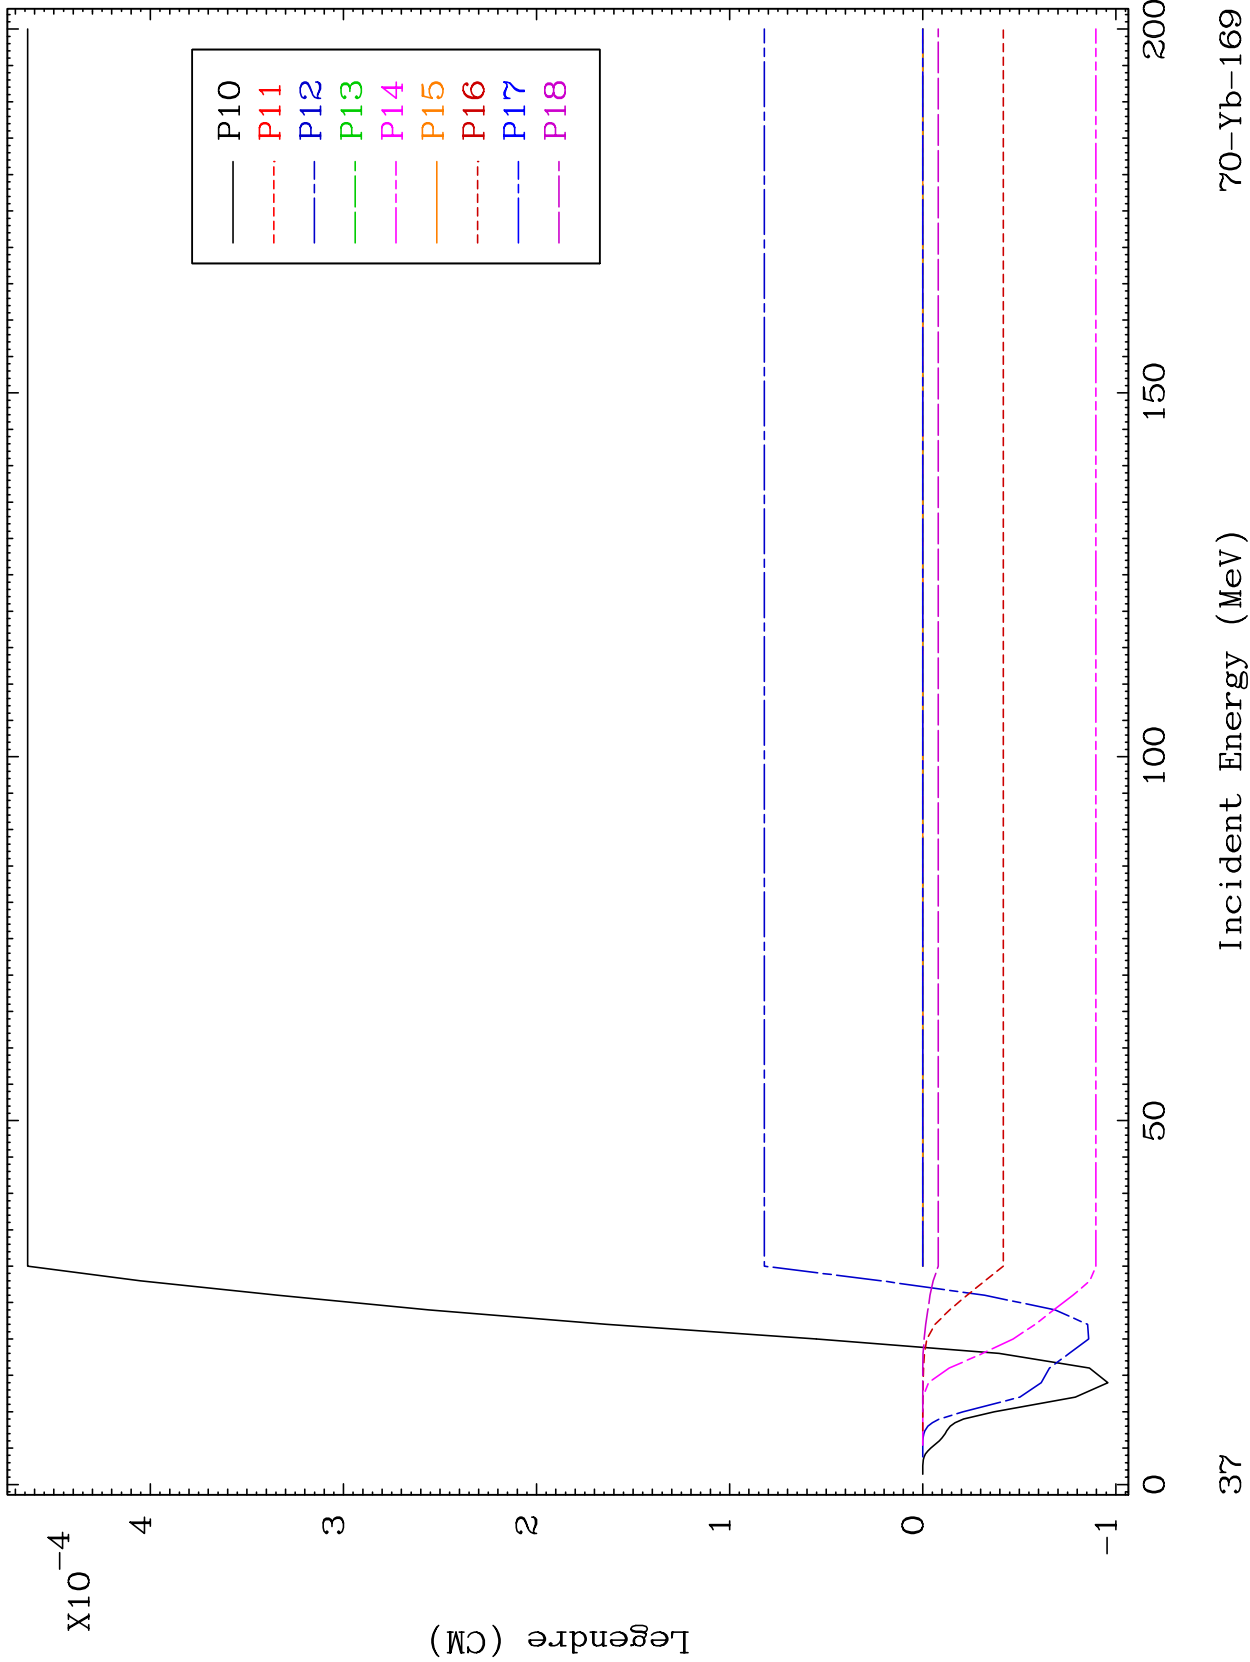 X10⁻⁴
Legendre (CM)
4
3
2
1
0
-1
P10
P11
P12
P13
P14
P15
P16
P17
P18
0
50
100
150
200
37
Incident Energy (MeV)
70-Yb-169